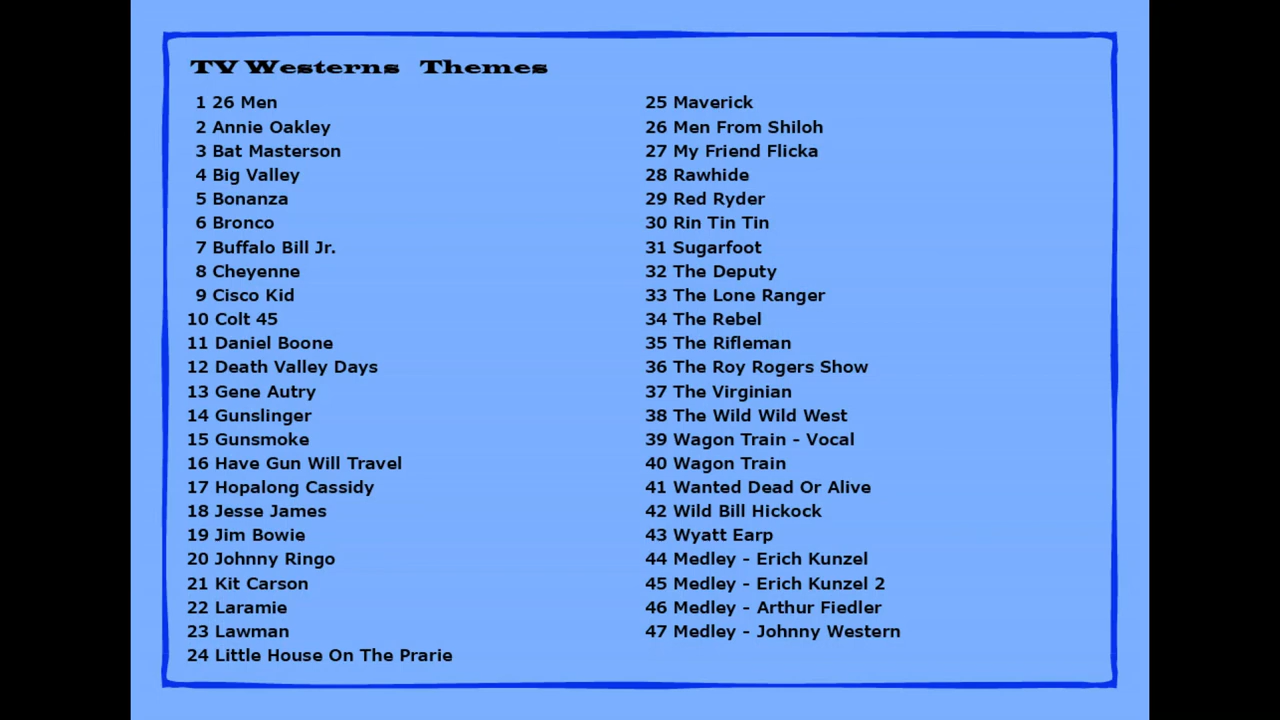 TV Westerns Themes
1 26 Men
2 Annie Oakley
3 Bat Masterson
4 Big Valley
5 Bonanza
6 Bronco
7 Buffalo Bill Jr.
8 Cheyenne
9 Cisco Kid
10 Colt 45
11 Daniel Boone
12 Death Valley Days
13 Gene Autry
14 Gunslinger
15 Gunsmoke
16 Have Gun Will Travel
17 Hopalong Cassidy
18 Jesse James
19 Jim Bowie
20 Johnny Ringo
21 Kit Carson
22 Laramie
23 Lawman
24 Little House On The Prarie
25 Maverick
26 Men From Shiloh
27 My Friend Flicka
28 Rawhide
29 Red Ryder
30 Rin Tin Tin
31 Sugarfoot
32 The Deputy
33 The Lone Ranger
34 The Rebel
35 The Rifleman
36 The Roy Rogers Show
37 The Virginian
38 The Wild Wild West
39 Wagon Train - Vocal
40 Wagon Train
41 Wanted Dead Or Alive
42 Wild Bill Hickock
43 Wyatt Earp
44 Medley - Erich Kunzel
45 Medley - Erich Kunzel 2
46 Medley - Arthur Fiedler
47 Medley - Johnny Western